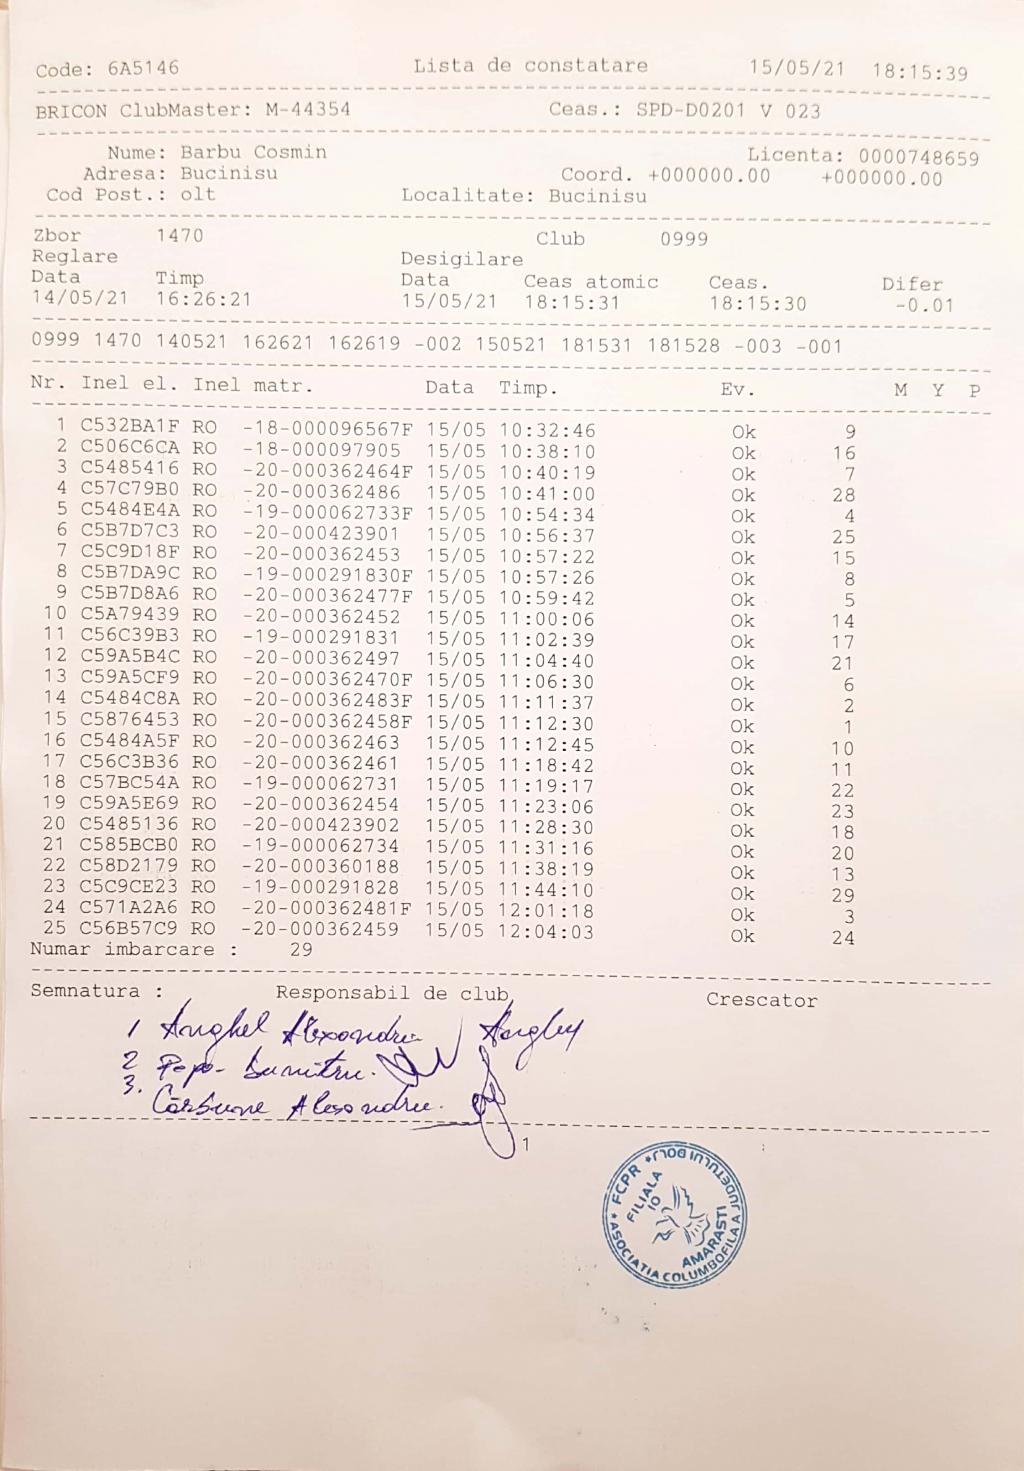 Code: 6A5146 Lista de constatare 15/05/21 18:15:39
BRICON ClubMaster: M-44354 Ceas.: SPD-D0201 V 023
Nume: Barbu Cosmin Licenta: 0000748659
Adresa: Bucinisu Coord. +000000.00 +000000.00
Cod Post.: olt Localitate: Bucinisu
Zbor 1470 Club 0999
Reglare Desigilare
Data Timp Data Ceas atomic Ceas. Difer
14/05/21 16:26:21 15/05/21 18:15:31 18:15:30 -0.01
0999 1470 140521 162621 162619 -002 150521 181531 181528 -003 -001
Nr. Inel el. Inel matr. Data Timp. Ev. M Y P
1 C532BA1F RO -18-000096567F 15/05 10:32:46 Ok 9
2 C506C6CA RO -18-000097905 15/05 10:38:10 Ok 16
3 C5485416 RO -20-000362464F 15/05 10:40:19 Ok 7
4 C57C79B0 RO -20-000362486 15/05 10:41:00 Ok 28
5 C5484E4A RO -19-000062733F 15/05 10:54:34 Ok 4
6 C5B7D7C3 RO -20-000423901 15/05 10:56:37 Ok 25
7 C5C9D18F RO -20-000362453 15/05 10:57:22 Ok 15
8 C5B7DA9C RO -19-000291830F 15/05 10:57:26 Ok 8
9 C5B7D8A6 RO -20-000362477F 15/05 10:59:42 Ok 5
10 C5A79439 RO -20-000362452 15/05 11:00:06 Ok 14
11 C56C39B3 RO -19-000291831 15/05 11:02:39 Ok 17
12 C59A5B4C RO -20-000362497 15/05 11:04:40 Ok 21
13 C59A5CF9 RO -20-000362470F 15/05 11:06:30 Ok 6
14 C5484C8A RO -20-000362483F 15/05 11:11:37 Ok 2
15 C5876453 RO -20-000362458F 15/05 11:12:30 Ok 1
16 C5484A5F RO -20-000362463 15/05 11:12:45 Ok 10
17 C56C3B36 RO -20-000362461 15/05 11:18:42 Ok 11
18 C57BC54A RO -19-000062731 15/05 11:19:17 Ok 22
19 C59A5E69 RO -20-000362454 15/05 11:23:06 Ok 23
20 C5485136 RO -20-000423902 15/05 11:28:30 Ok 18
21 C585BCB0 RO -19-000062734 15/05 11:31:16 Ok 20
22 C58D2179 RO -20-000360188 15/05 11:38:19 Ok 13
23 C5C9CE23 RO -19-000291828 15/05 11:44:10 Ok 29
24 C571A2A6 RO -20-000362481F 15/05 12:01:18 Ok 3
25 C56B57C9 RO -20-000362459 15/05 12:04:03 Ok 24
Numar imbarcare : 29
Semnatura : Responsabil de club Crescator
1 Anghel Alexandru
2 Popa Dumitru.
3. Cărbune Alexandru.
1
* FCPR * ASOCIATIA COLUMBOFILA A JUDETULUI DOLJ
FILIALA
10
AMARASTI